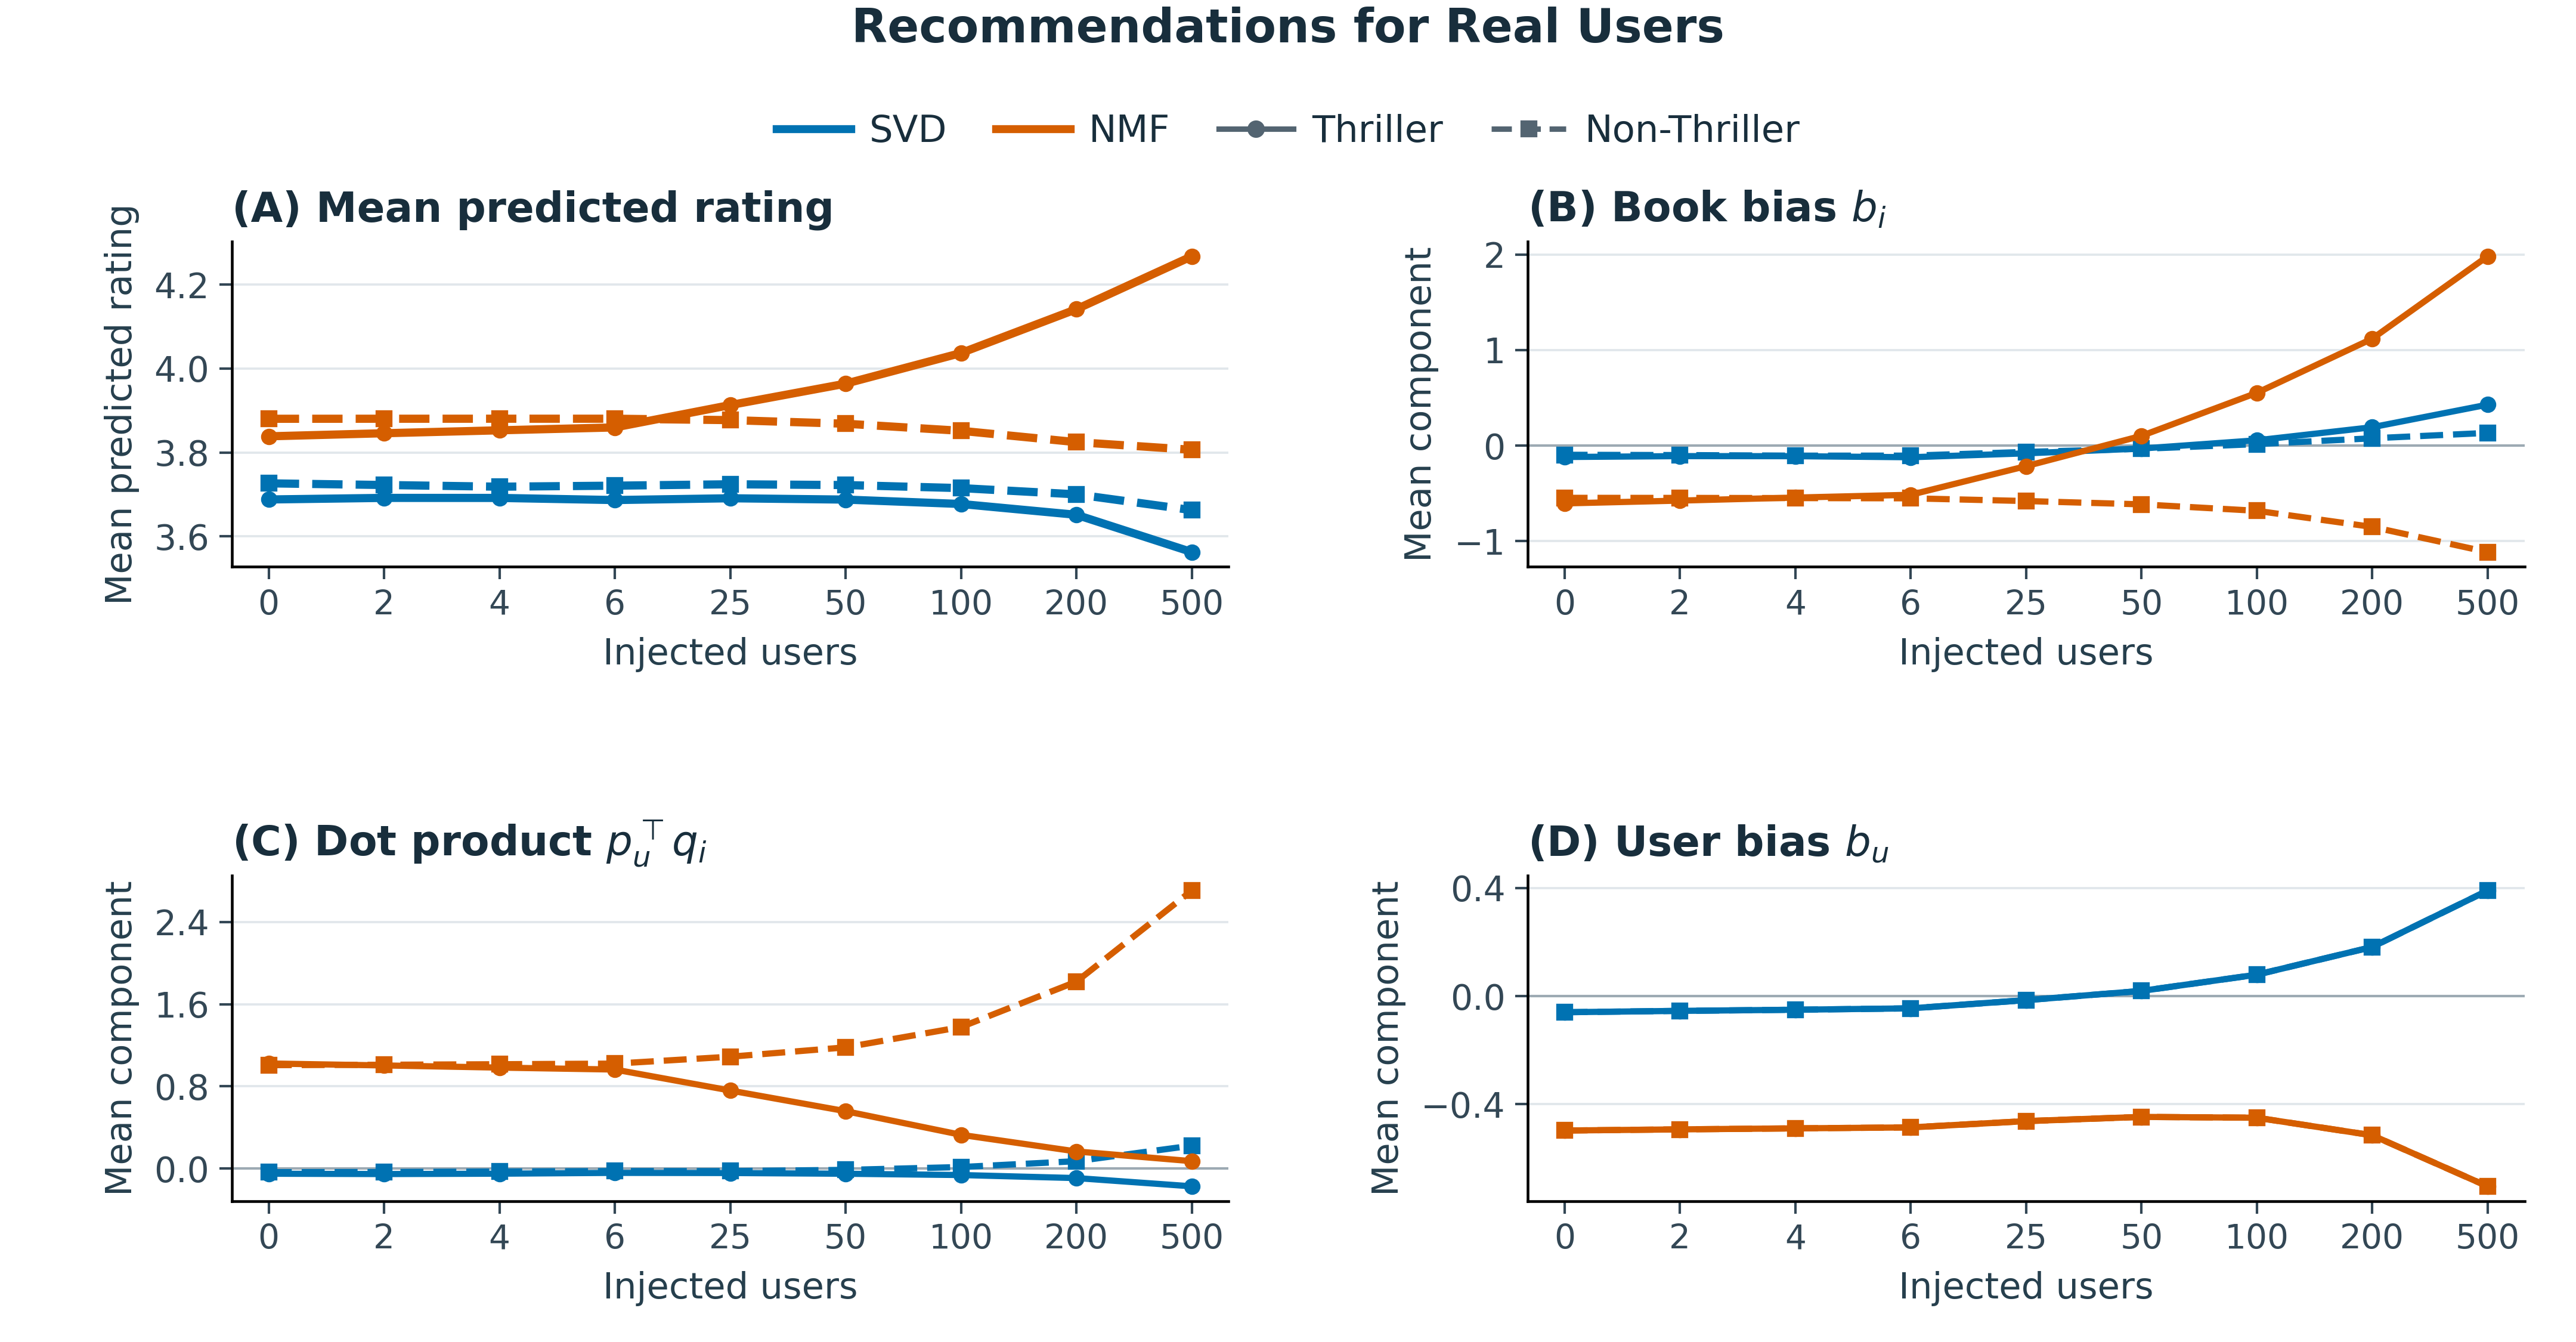 Recommendations for Real Users
SVD NMF Thriller Non-Thriller
(A) Mean predicted rating
Mean predicted rating
4.2
4.0
3.8
3.6
0 2 4 6 25 50 100 200 500
Injected users
(B) Book bias b_i
Mean component
2
1
0
−1
0 2 4 6 25 50 100 200 500
Injected users
(C) Dot product p_u^⊤ q_i
Mean component
2.4
1.6
0.8
0.0
0 2 4 6 25 50 100 200 500
Injected users
(D) User bias b_u
Mean component
0.4
0.0
−0.4
0 2 4 6 25 50 100 200 500
Injected users